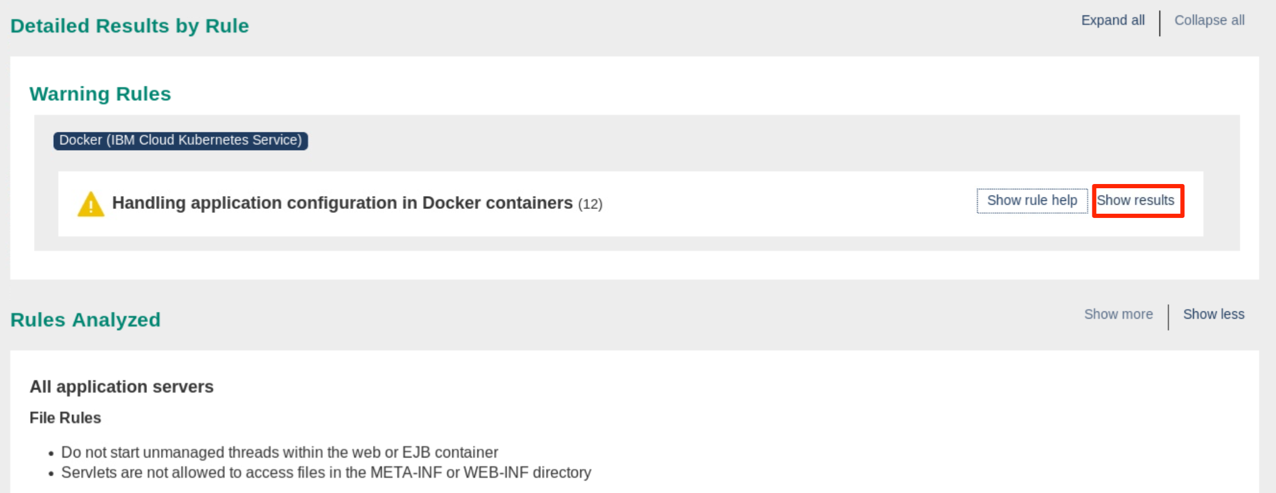 Detailed Results by Rule
Expand all
Collapse all
Warning Rules
Docker (IBM Cloud Kubernetes Service)
Handling application configuration in Docker containers (12)
Show rule help
Show results
Rules Analyzed
Show more
Show less
All application servers
File Rules
• Do not start unmanaged threads within the web or EJB container
• Servlets are not allowed to access files in the META-INF or WEB-INF directory